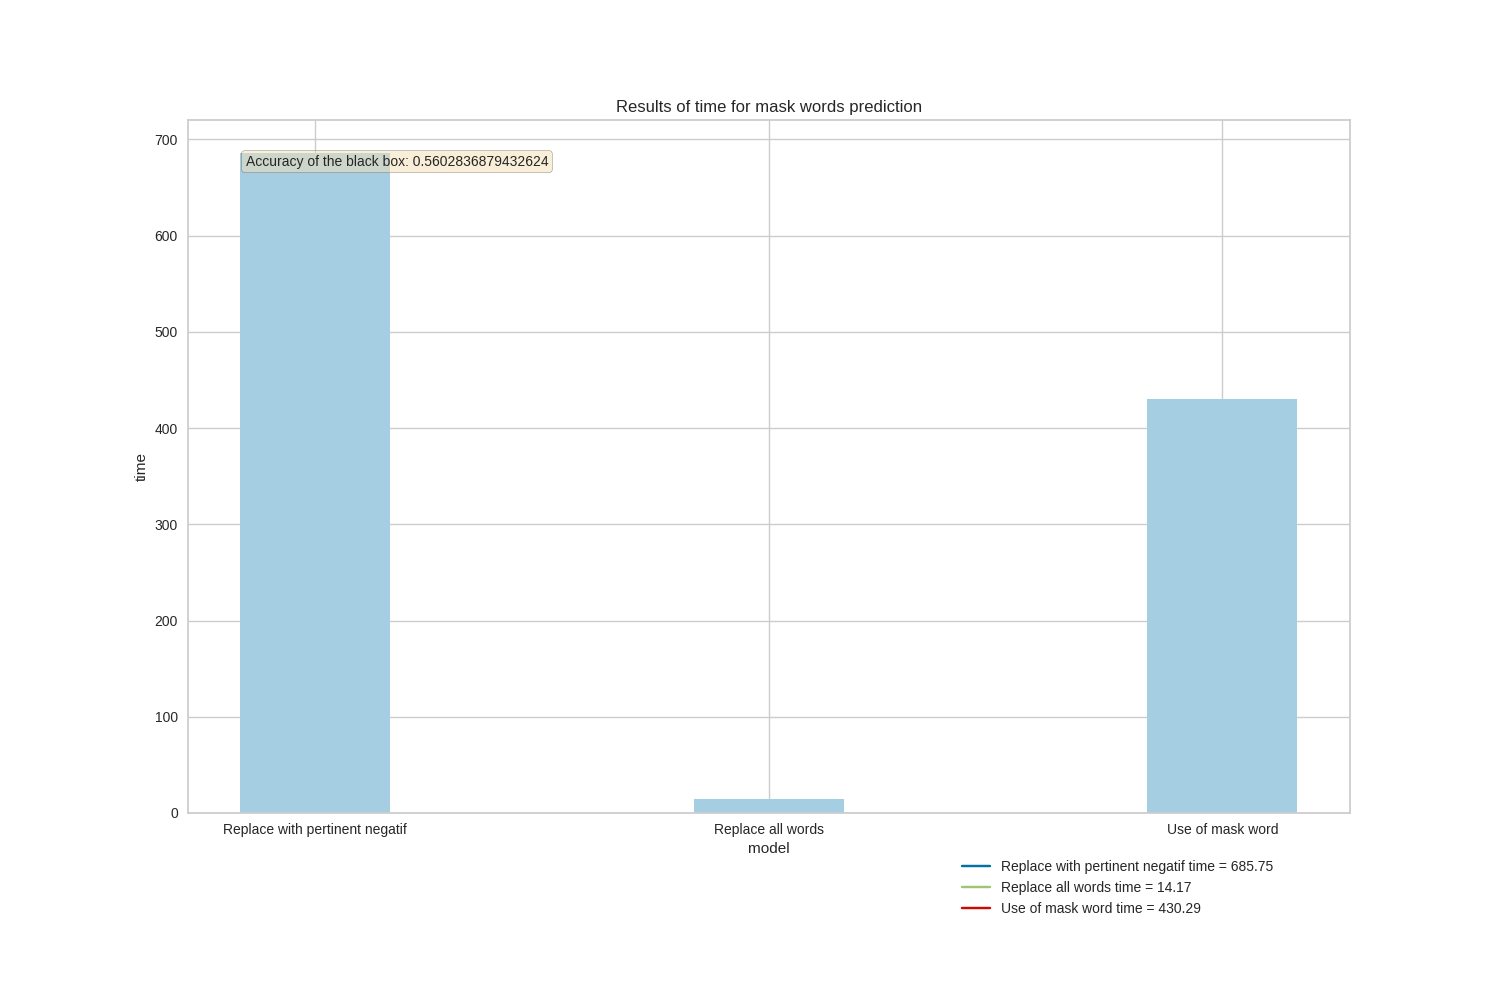 Results of time for mask words prediction
700
Accuracy of the black box: 0.5602836879432624
600
500
400
time
300
200
100
0
Replace with pertinent negatif
Replace all words
Use of mask word
model
Replace with pertinent negatif time = 685.75
Replace all words time = 14.17
Use of mask word time = 430.29